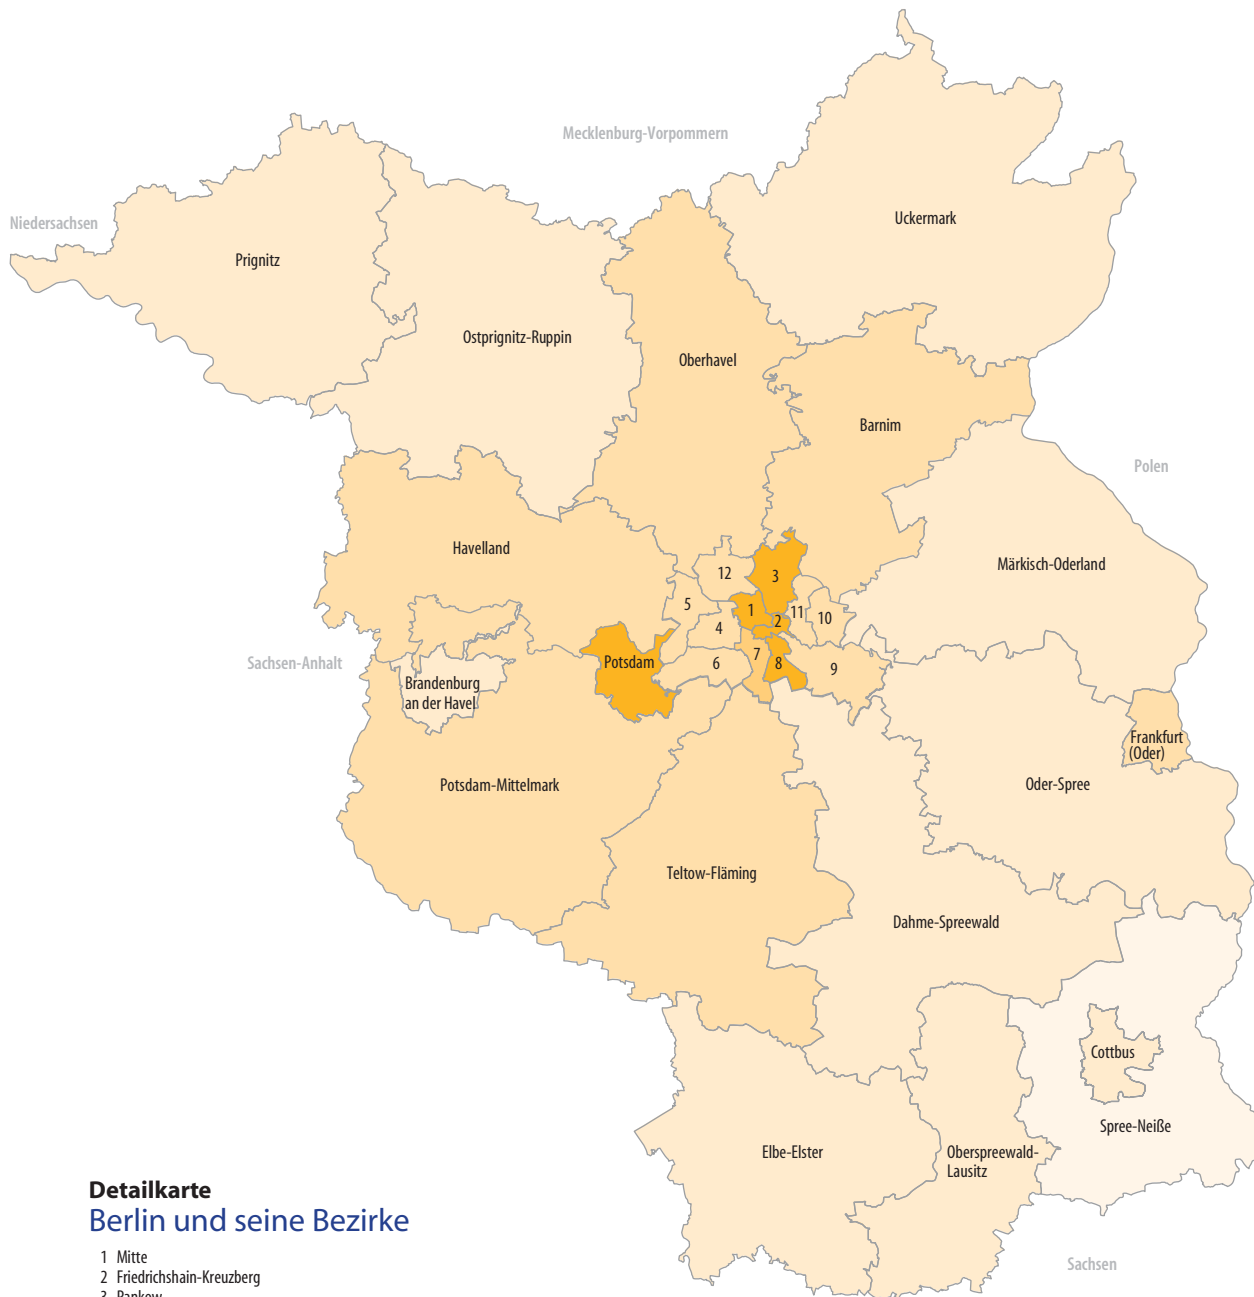 Mecklenburg-Vorpommern
Niedersachsen
Uckermark
Prignitz
Ostprignitz-Ruppin
Oberhavel
Barnim
Polen
Havelland
Märkisch-Oderland
12
3
5
1
2
11
10
4
Sachsen-Anhalt
Potsdam
6
7
8
9
Brandenburg
an der Havel
Frankfurt
(Oder)
Potsdam-Mittelmark
Oder-Spree
Teltow-Fläming
Dahme-Spreewald
Cottbus
Spree-Neiße
Elbe-Elster
Oberspreewald-
Lausitz
Sachsen
Detailkarte
Berlin und seine Bezirke
1 Mitte
2 Friedrichshain-Kreuzberg
3 Pankow